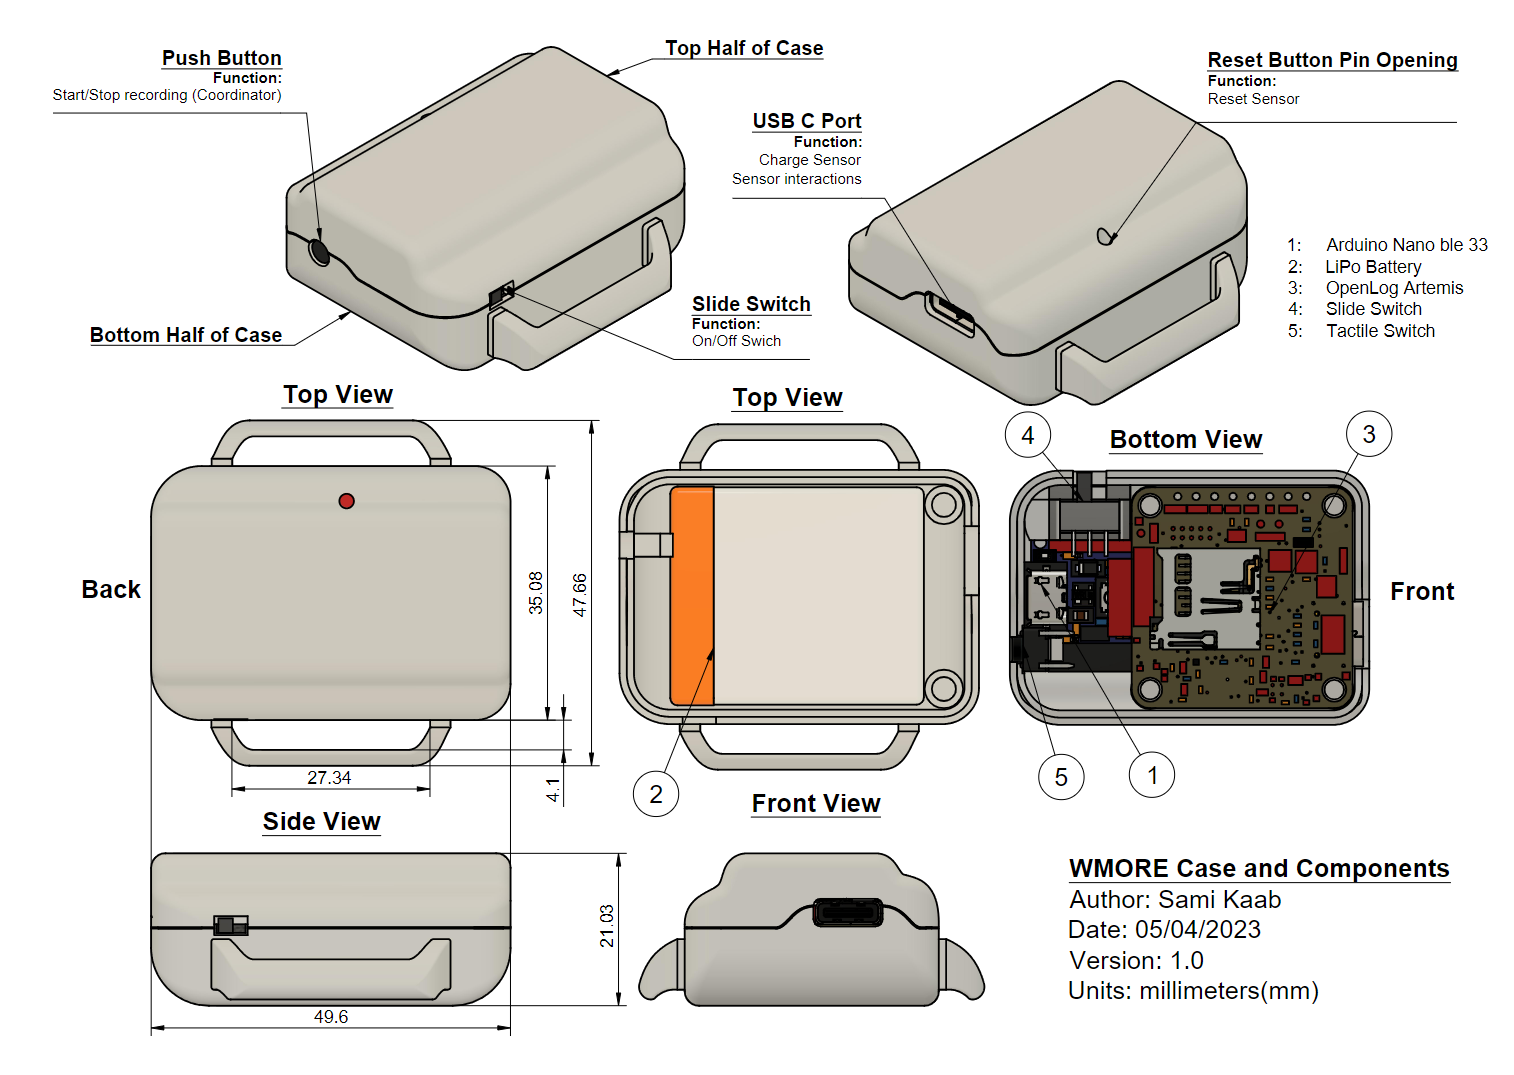 Push Button
Function:
Start/Stop recording (Coordinator)
Top Half of Case
USB C Port
Function:
Charge Sensor
Sensor interactions
Reset Button Pin Opening
Function:
Reset Sensor
Slide Switch
Function:
On/Off Swich
Bottom Half of Case
1: Arduino Nano ble 33
2: LiPo Battery
3: OpenLog Artemis
4: Slide Switch
5: Tactile Switch
Top View
Back
35.08
47.66
27.34
4.1
Top View
2
Bottom View
4
3
5
1
Front
Side View
21.03
49.6
Front View
WMORE Case and Components
Author: Sami Kaab
Date: 05/04/2023
Version: 1.0
Units: millimeters(mm)